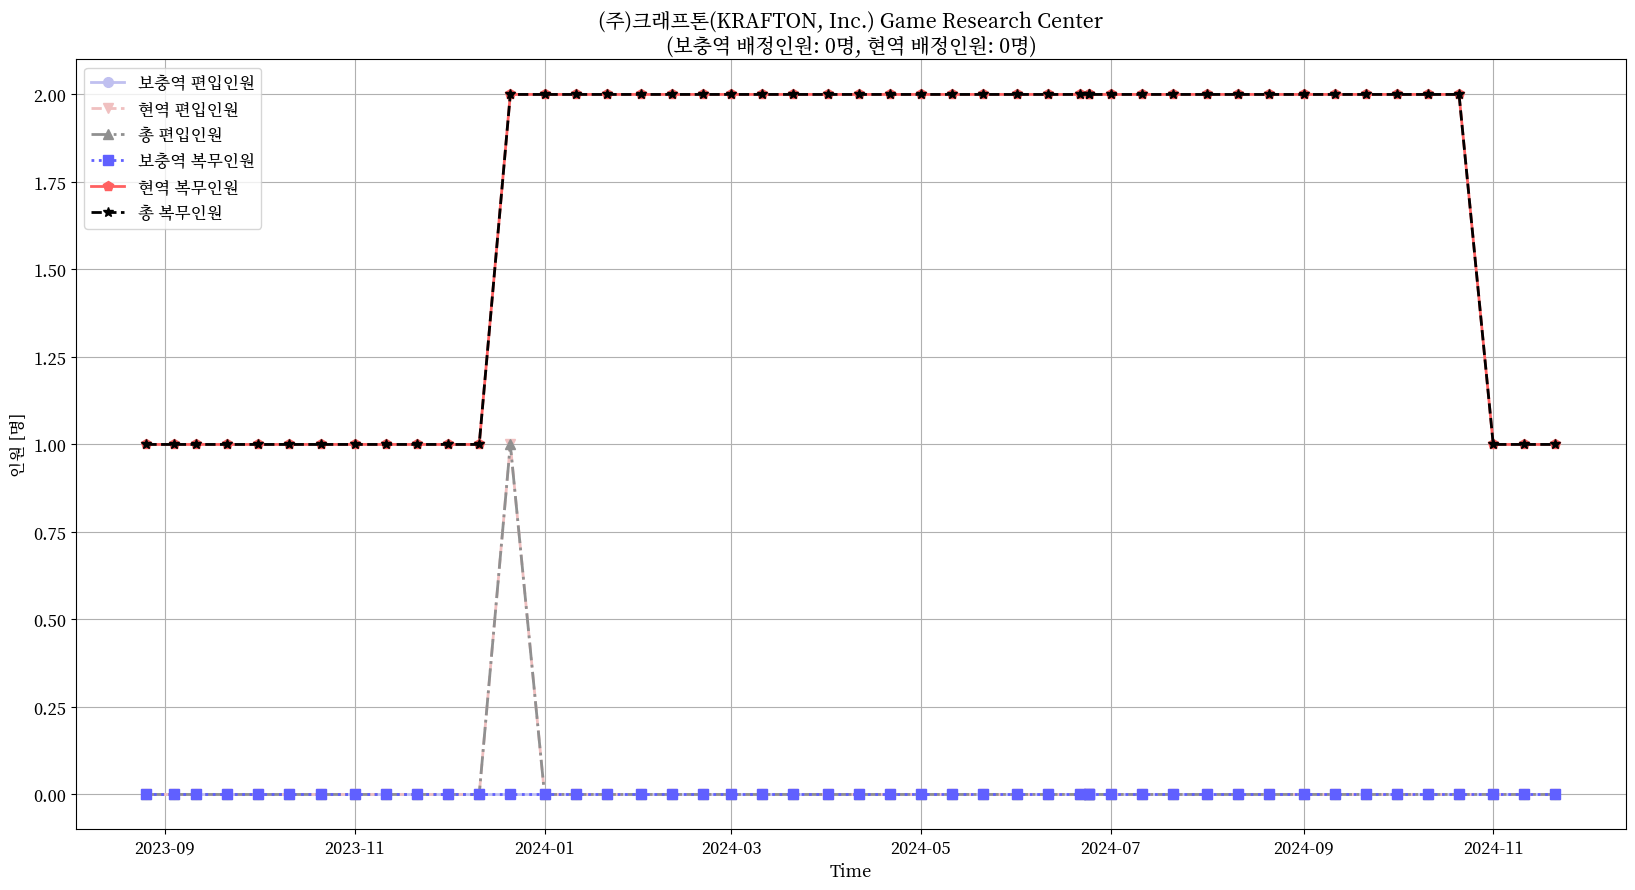 (주)크래프톤(KRAFTON, Inc.) Game Research Center
(보충역 배정인원: 0명, 현역 배정인원: 0명)
보충역 편입인원
현역 편입인원
총 편입인원
보충역 복무인원
현역 복무인원
총 복무인원
2.00
1.75
1.50
1.25
1.00
0.75
0.50
0.25
0.00
인원 [명]
2023-09
2023-11
2024-01
2024-03
2024-05
2024-07
2024-09
2024-11
Time